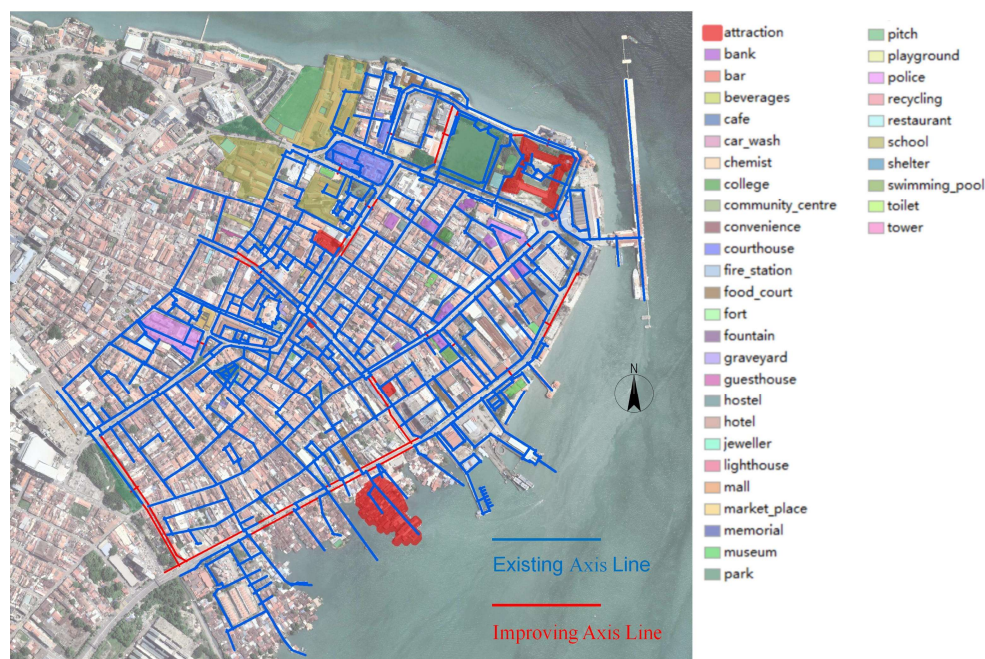 attraction
bank
bar
beverages
cafe
car_wash
chemist
college
community_centre
convenience
courthouse
fire_station
food_court
fort
fountain
graveyard
guesthouse
hostel
hotel
jeweller
lighthouse
mall
market_place
memorial
museum
park
pitch
playground
police
recycling
restaurant
school
shelter
swimming_pool
toilet
tower
N
Existing Axis Line
Improving Axis Line